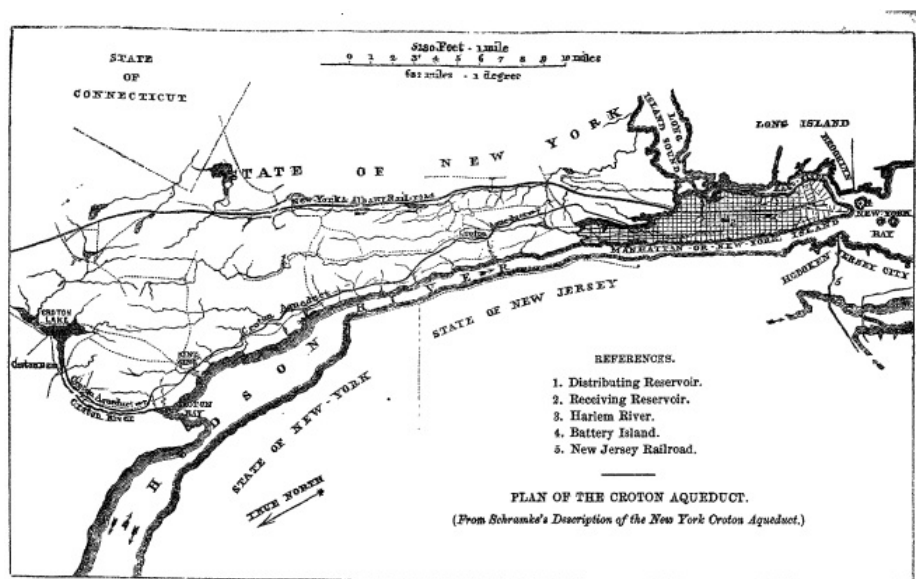 5280 Feet - 1 mile
0 1 2 3 4 5 6 7 8 9 10 miles
1 degree
STATE
OF
CONNECTICUT
STATE OF NEW YORK
LONG
ISLAND SOUND
LONG ISLAND
BROOKLYN
New York & Albany Rail-road
Croton Aqueduct
NEW YORK
BAY
MANHATTAN OR NEW-YORK ISLAND
HOBOKEN
JERSEY CITY
5
STATE OF NEW JERSEY
HUDSON RIVER
CROTON
LAKE
Croton Dam
SING
SING
Croton Aqueduct
Croton River
CROTON
BAY
STATE OF NEW-YORK
TRUE NORTH
REFERENCES.
1. Distributing Reservoir.
2. Receiving Reservoir.
3. Harlem River.
4. Battery Island.
5. New Jersey Railroad.
PLAN OF THE CROTON AQUEDUCT.
(From Schramke's Description of the New York Croton Aqueduct.)